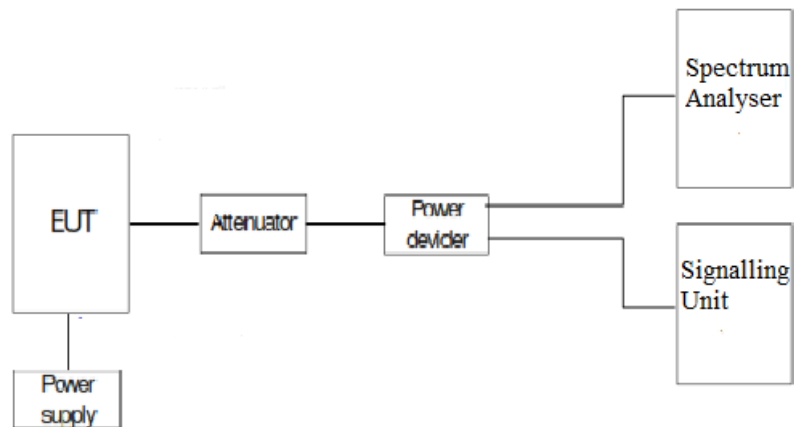 Spectrum
Analyser
EUT
Attenuator
Power
devider
Signalling
Unit
Power
supply